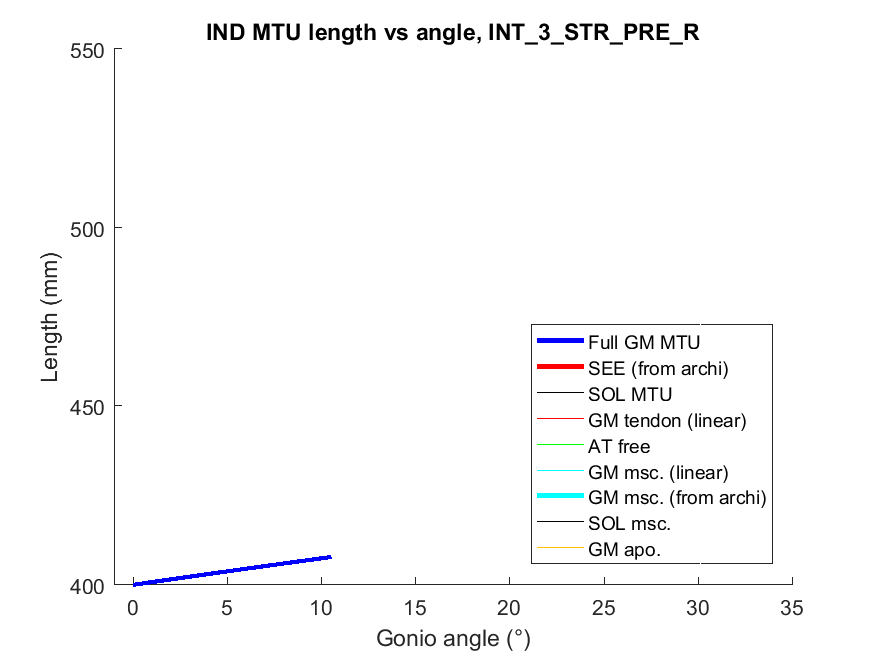 IND MTU length vs angle, INT_3_STR_PRE_R
550
500
450
400
Length (mm)
0 5 10 15 20 25 30 35
Gonio angle (°)
Full GM MTU
SEE (from archi)
SOL MTU
GM tendon (linear)
AT free
GM msc. (linear)
GM msc. (from archi)
SOL msc.
GM apo.